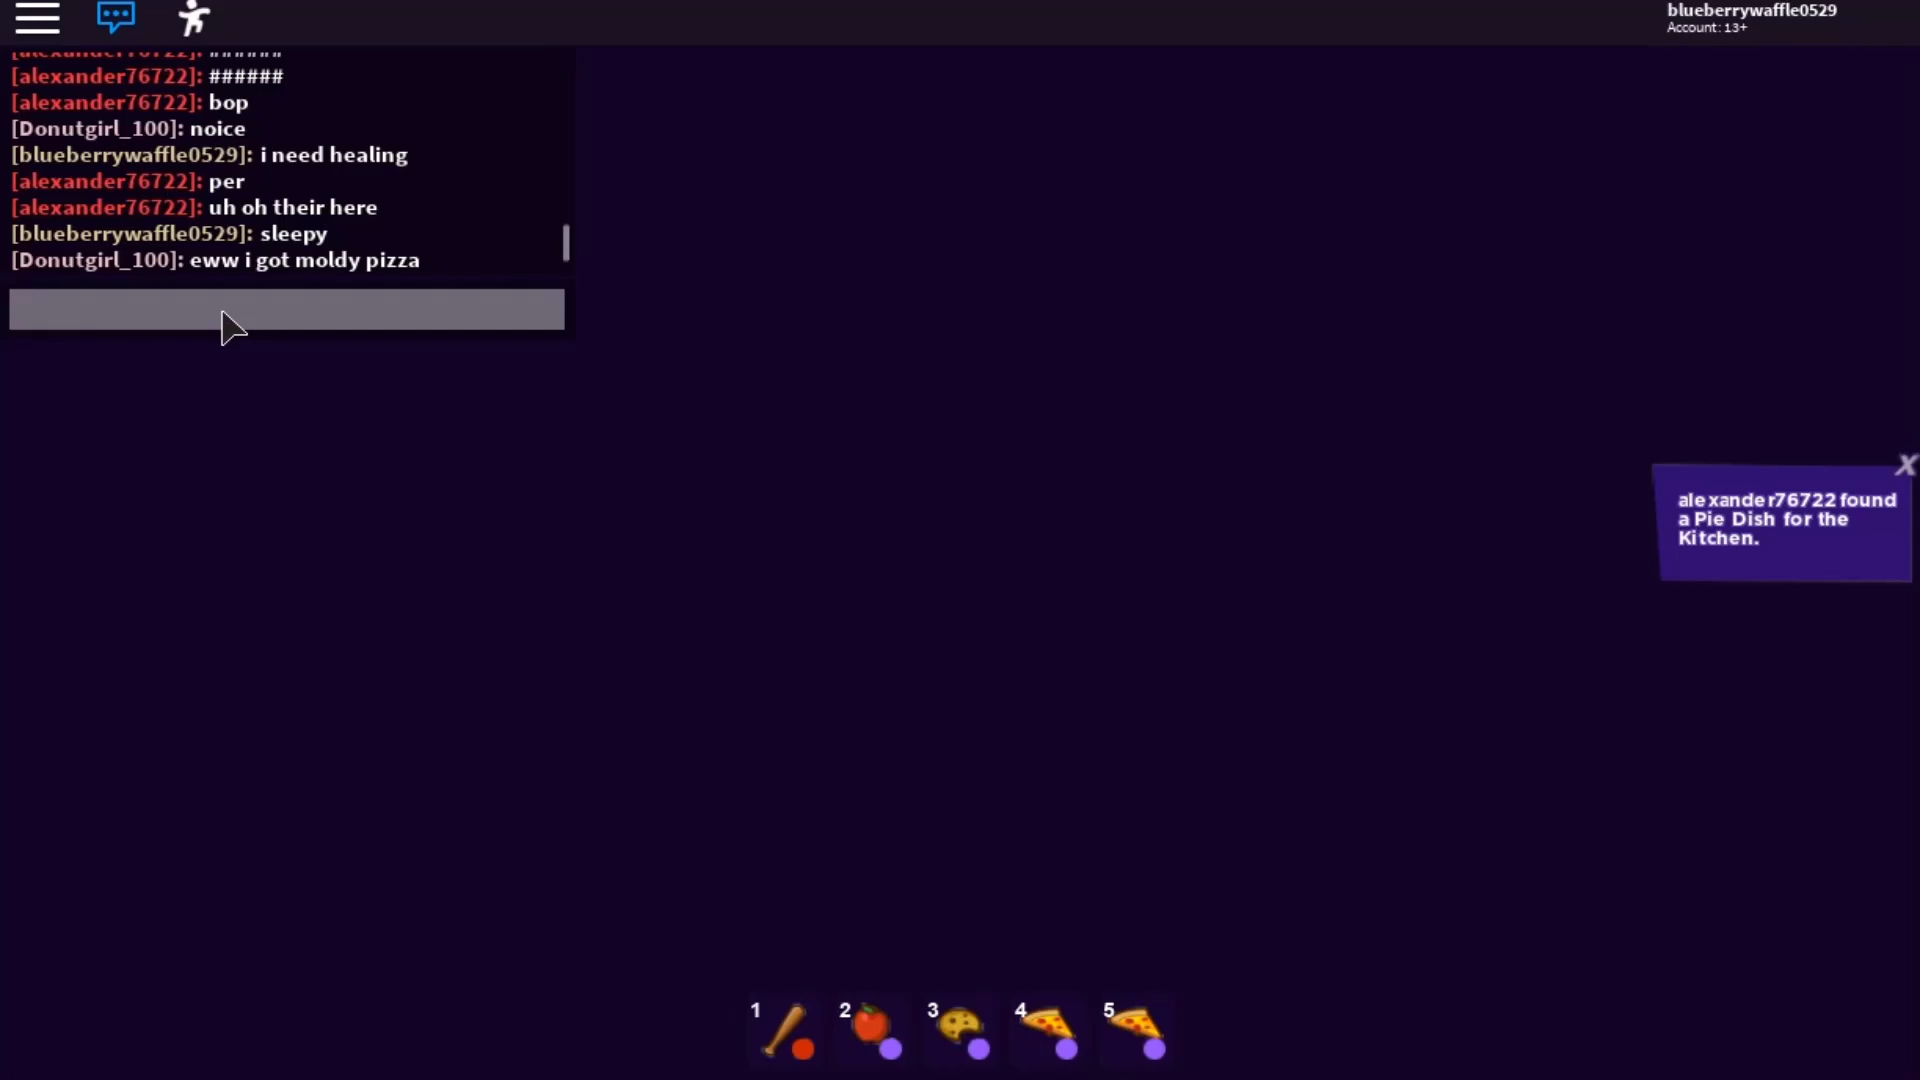 blueberrywaffle0529
Account: 13+
[alexander76722]: ######
[alexander76722]: ######
[alexander76722]: bop
[Donutgirl_100]: noice
[blueberrywaffle0529]: i need healing
[alexander76722]: per
[alexander76722]: uh oh their here
[blueberrywaffle0529]: sleepy
[Donutgirl_100]: eww i got moldy pizza
X
alexander76722 found
a Pie Dish for the
Kitchen.
1 2 3 4 5